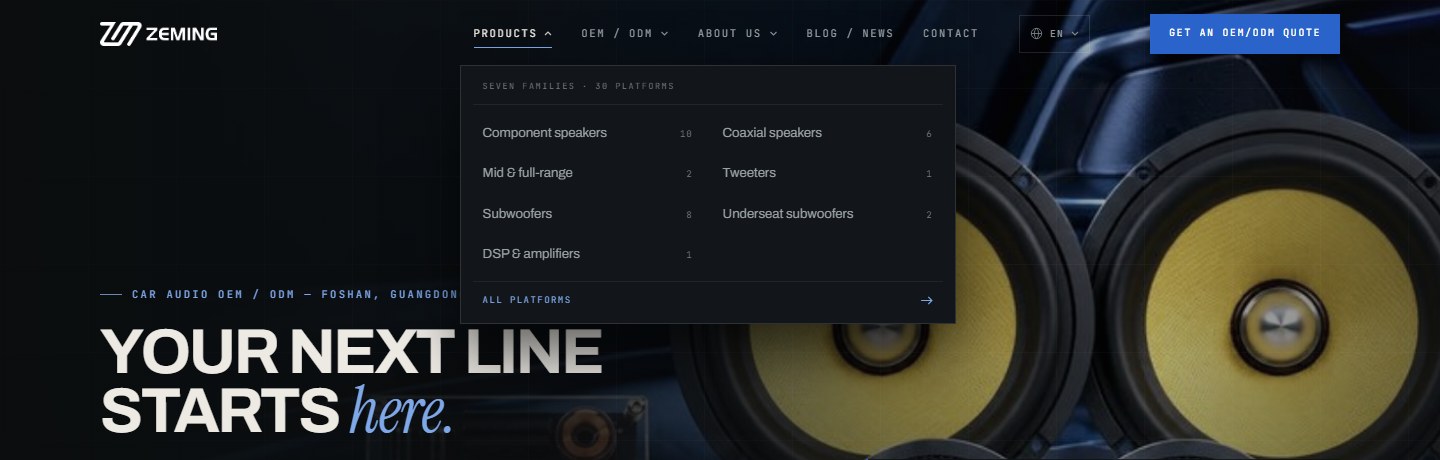 ZEMING
PRODUCTS OEM / ODM ABOUT US BLOG / NEWS CONTACT EN GET AN OEM/ODM QUOTE
SEVEN FAMILIES · 30 PLATFORMS
Component speakers 10 Coaxial speakers 6
Mid & full-range 2 Tweeters 1
Subwoofers 8 Underseat subwoofers 2
DSP & amplifiers 1
ALL PLATFORMS →
CAR AUDIO OEM / ODM — FOSHAN, GUANGDON
YOUR NEXT LINE
STARTS here.